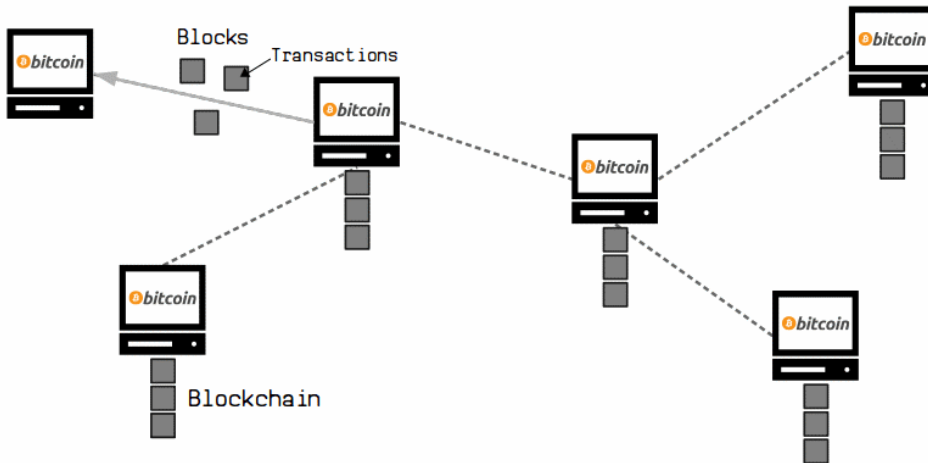 Blocks
Transactions
bitcoin
bitcoin
bitcoin
bitcoin
bitcoin
bitcoin
Blockchain